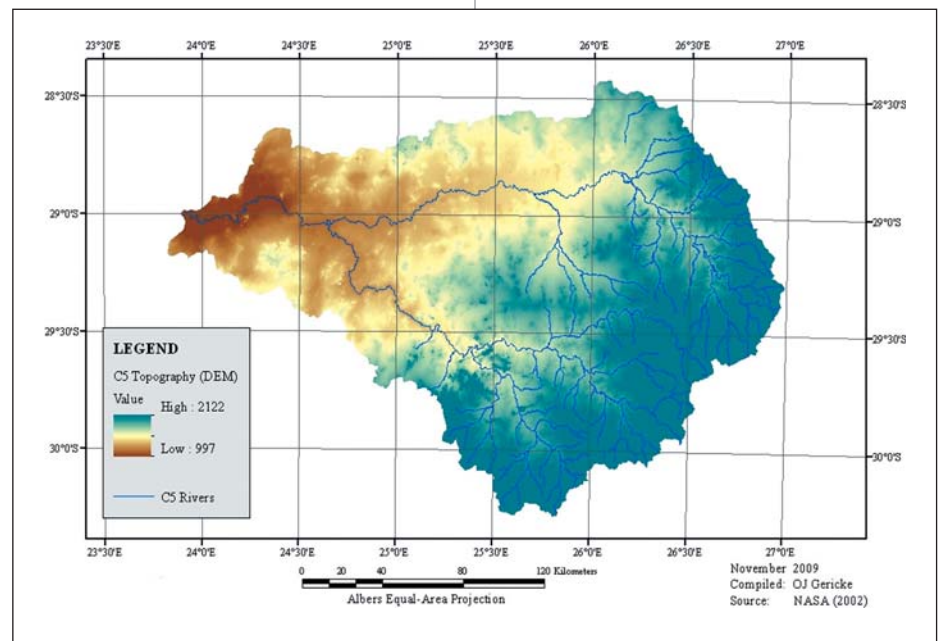 23°30'E 24°0'E 24°30'E 25°0'E 25°30'E 26°0'E 26°30'E 27°0'E
28°30'S 28°30'S
29°0'S 29°0'S
29°30'S 29°30'S
30°0'S 30°0'S
LEGEND
C5 Topography (DEM)
Value
High : 2122
Low : 997
C5 Rivers
23°30'E 24°0'E 24°30'E 25°0'E 25°30'E 26°0'E 26°30'E 27°0'E
0 20 40 80 120 Kilometers
Albers Equal-Area Projection
November 2009
Compiled: OJ Gericke
Source: NASA (2002)